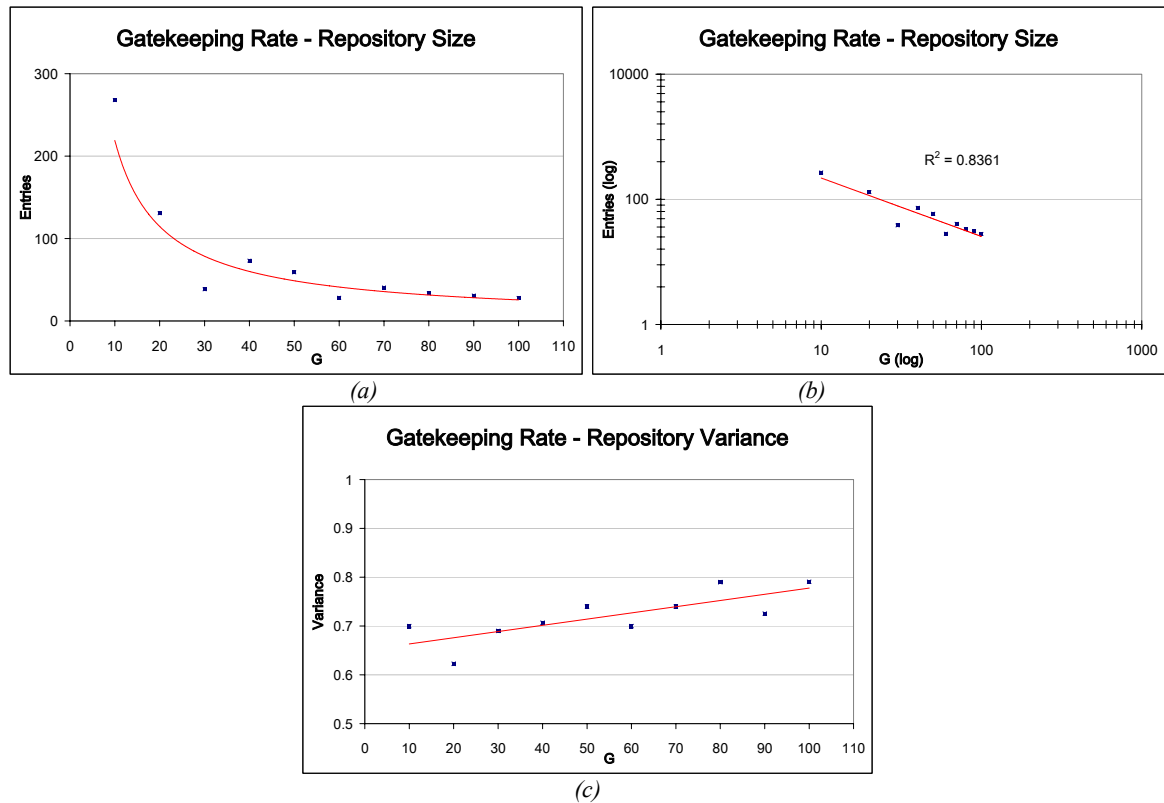 Gatekeeping Rate - Repository Size
300
200
100
0
Entries
0 10 20 30 40 50 60 70 80 90 100 110
G
(a)
Gatekeeping Rate - Repository Size
10000
100
1
Entries (log)
R² = 0.8361
1 10 100 1000
G (log)
(b)
Gatekeeping Rate - Repository Variance
1
0.9
0.8
0.7
0.6
0.5
Variance
0 10 20 30 40 50 60 70 80 90 100 110
G
(c)